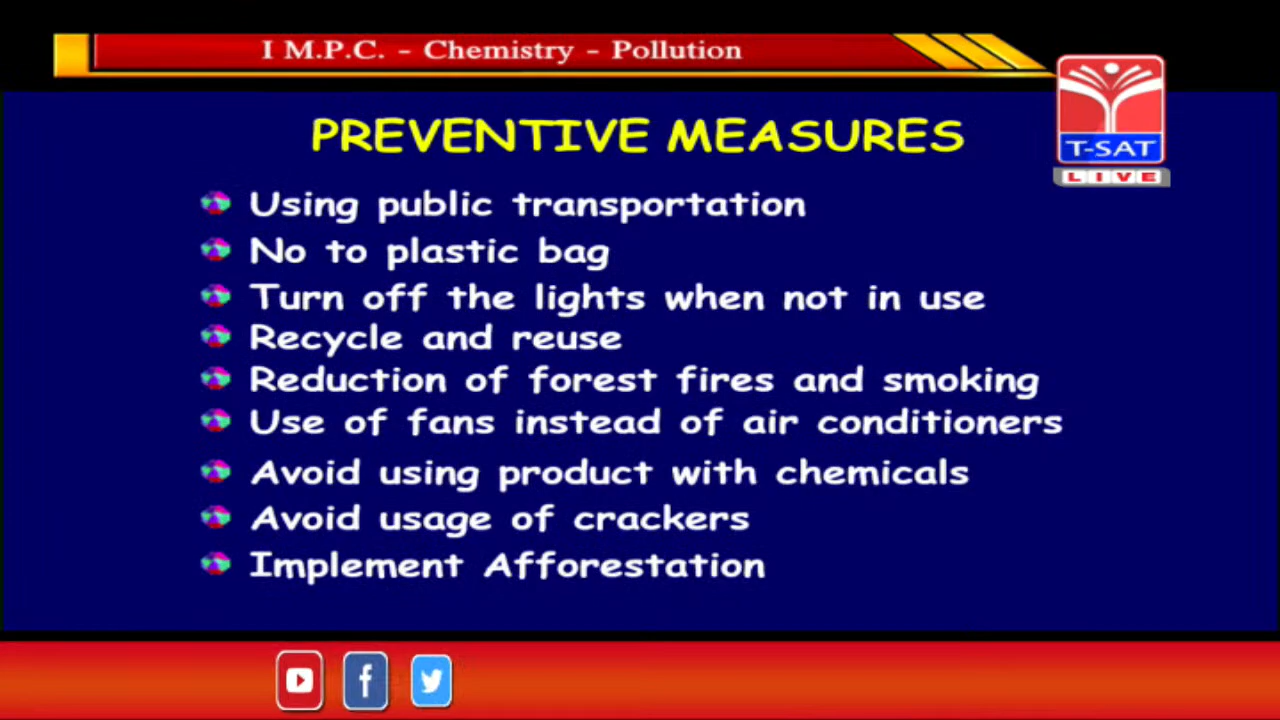 I M.P.C. - Chemistry - Pollution
T-SAT
LIVE
PREVENTIVE MEASURES
Using public transportation
No to plastic bag
Turn off the lights when not in use
Recycle and reuse
Reduction of forest fires and smoking
Use of fans instead of air conditioners
Avoid using product with chemicals
Avoid usage of crackers
Implement Afforestation